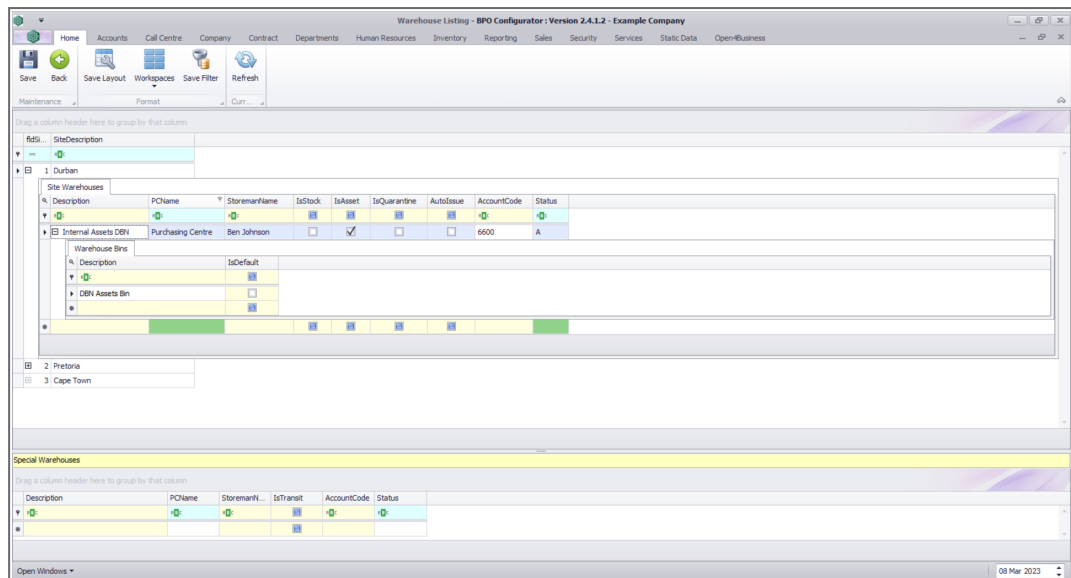 Warehouse Listing - BPO Configurator : Version 2.4.1.2 - Example Company
Home Accounts Call Centre Company Contract Departments Human Resources Inventory Reporting Sales Security Services Static Data Open4Business
Save Back Save Layout Workspaces Save Filter Refresh
Maintenance Format Curr...
Drag a column header here to group by that column
fldSi... SiteDescription
1 Durban
Site Warehouses
Description PCName StoremanName IsStock IsAsset IsQuarantine AutoIssue AccountCode Status
Internal Assets DBN Purchasing Centre Ben Johnson 6600 A
Warehouse Bins
Description IsDefault
DBN Assets Bin
2 Pretoria
3 Cape Town
Special Warehouses
Drag a column header here to group by that column
Description PCName StoremanN... IsTransit AccountCode Status
Open Windows 08 Mar 2023